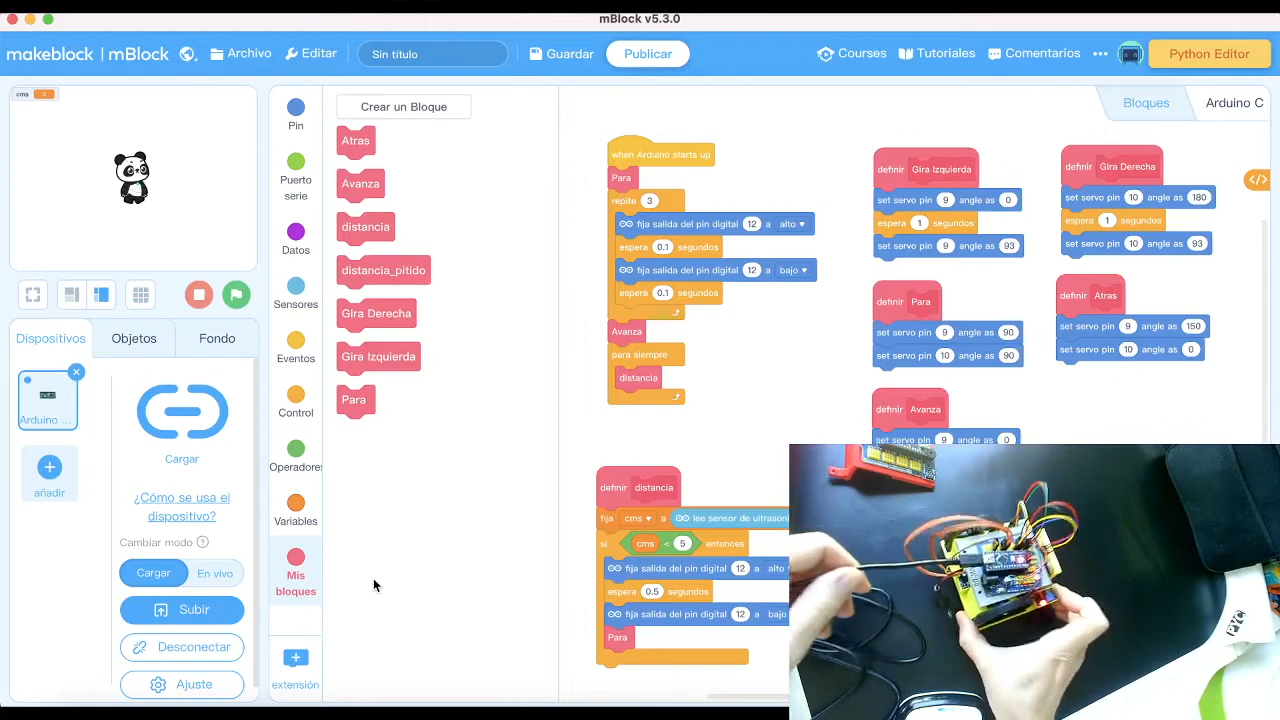 mBlock v5.3.0
makeblock | mBlock
Archivo
Editar
Sin título
Guardar
Publicar
Courses
Tutoriales
Comentarios
Python Editor
cms
Dispositivos
Objetos
Fondo
Arduino ...
añadir
Cargar
¿Cómo se usa el
dispositivo?
Cambiar modo
Cargar
En vivo
Subir
Desconectar
Ajuste
Pin
Puerto
serie
Datos
Sensores
Eventos
Control
Operadore
Variables
Mis
bloques
extensión
Crear un Bloque
Atras
Avanza
distancia
distancia_pitido
Gira Derecha
Gira Izquierda
Para
Bloques
Arduino C
when Arduino starts up
Para
repite 3
fija salida del pin digital 12 a alto
espera 0.1 segundos
fija salida del pin digital 12 a bajo
espera 0.1 segundos
Avanza
para siempre
distancia
definir distancia
fija cms a lee sensor de ultrasoni
si cms < 5 entonces
fija salida del pin digital 12 a alto
espera 0.5 segundos
fija salida del pin digital 12 a bajo
Para
definir Gira Izquierda
set servo pin 9 angle as 0
espera 1 segundos
set servo pin 9 angle as 93
definir Para
set servo pin 9 angle as 90
set servo pin 10 angle as 90
definir Avanza
set servo pin 9 angle as 0
definir Gira Derecha
set servo pin 10 angle as 180
espera 1 segundos
set servo pin 10 angle as 93
definir Atras
set servo pin 9 angle as 150
set servo pin 10 angle as 0